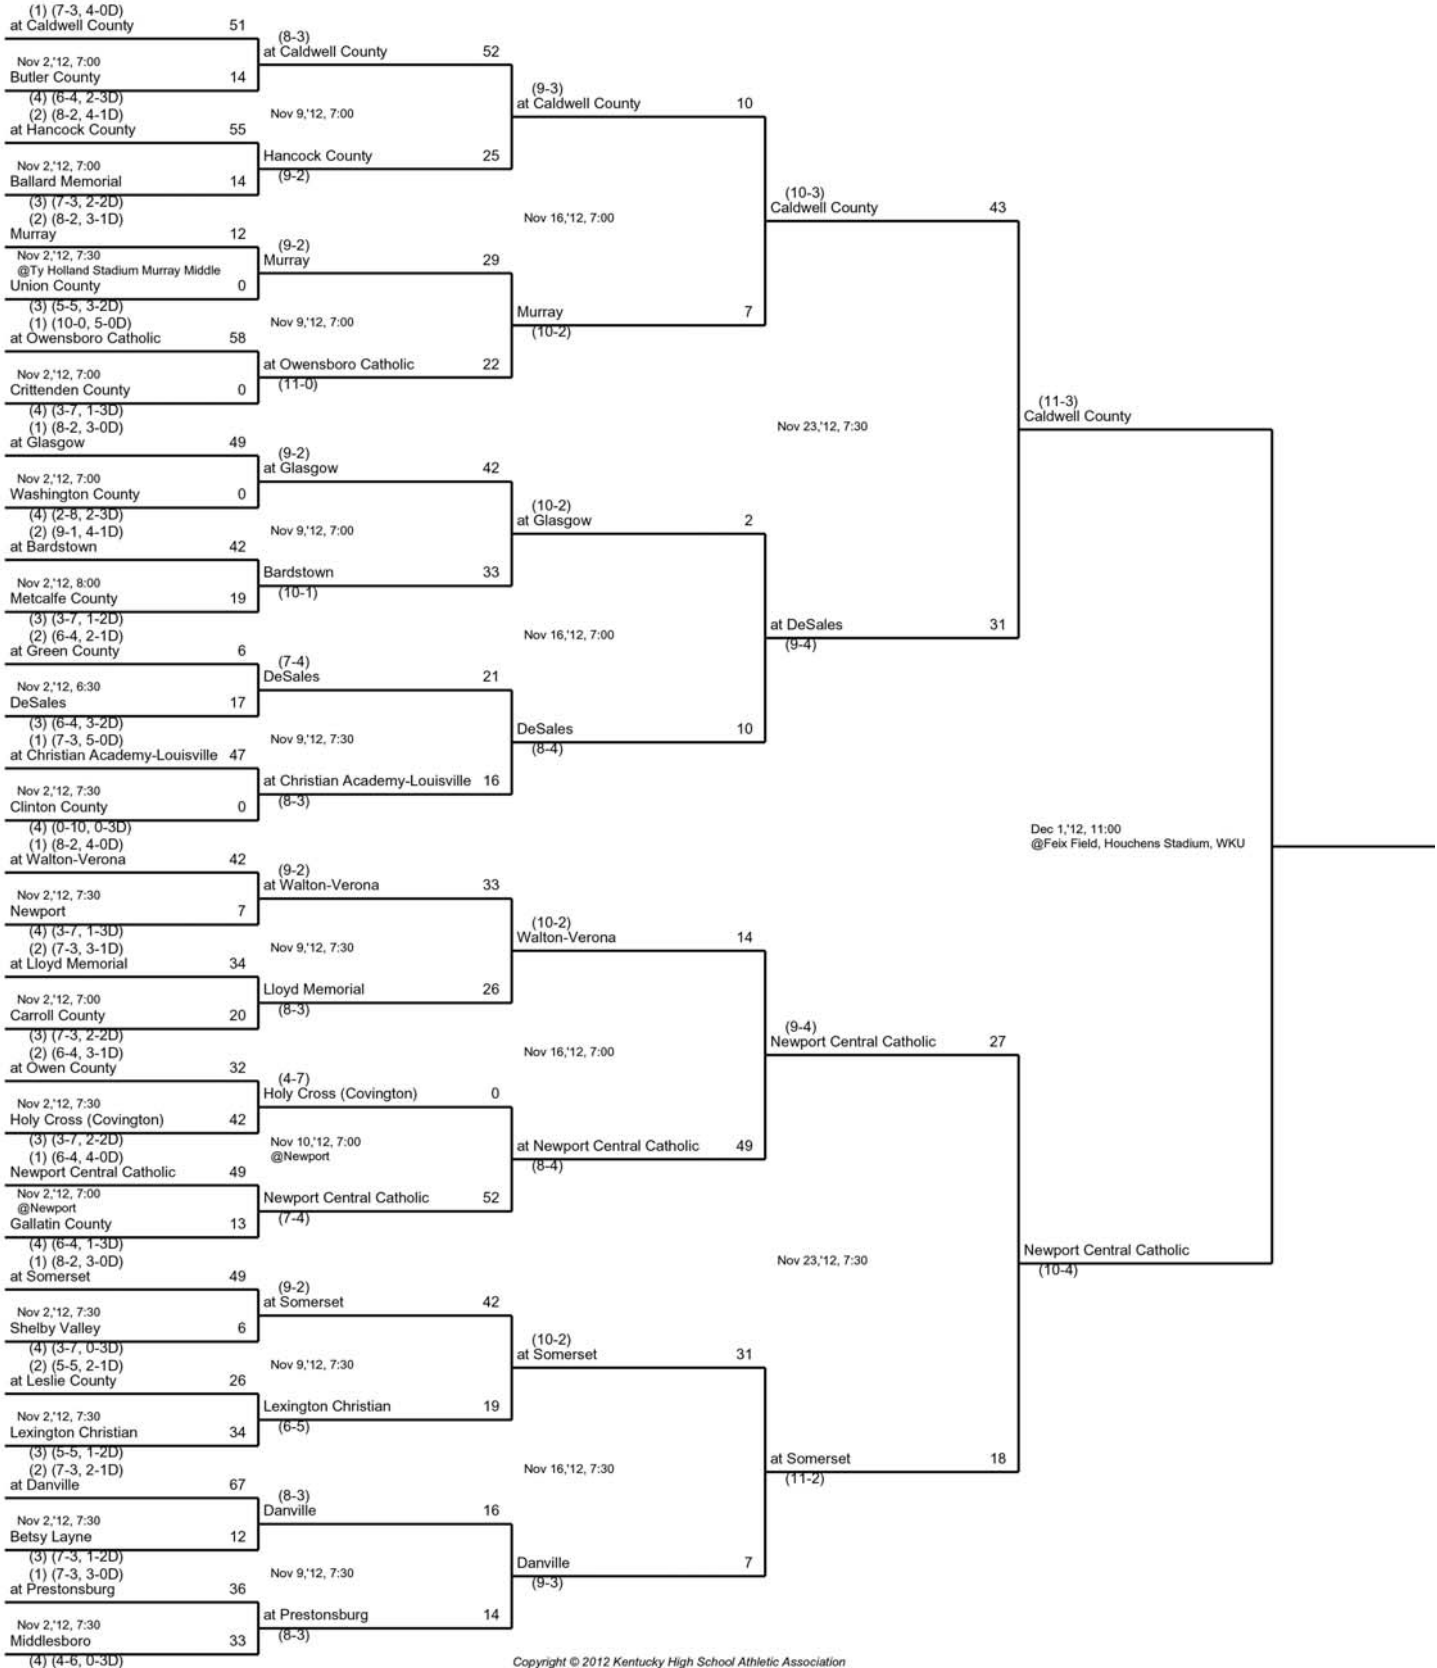 (1) (7-3, 4-0D)
at Caldwell County 51
Nov 2,'12, 7:00
Butler County 14
(4) (6-4, 2-3D)
(2) (8-2, 4-1D)
at Hancock County 55
Nov 2,'12, 7:00
Ballard Memorial 14
(3) (7-3, 2-2D)
(2) (8-2, 3-1D)
Murray 12
Nov 2,'12, 7:30
@Ty Holland Stadium Murray Middle
Union County 0
(3) (5-5, 3-2D)
(1) (10-0, 5-0D)
at Owensboro Catholic 58
Nov 2,'12, 7:00
Crittenden County 0
(4) (3-7, 1-3D)
(1) (8-2, 3-0D)
at Glasgow 49
Nov 2,'12, 7:00
Washington County 0
(4) (2-8, 2-3D)
(2) (9-1, 4-1D)
at Bardstown 42
Nov 2,'12, 8:00
Metcalfe County 19
(3) (3-7, 1-2D)
(2) (6-4, 2-1D)
at Green County 6
Nov 2,'12, 6:30
DeSales 17
(3) (6-4, 3-2D)
(1) (7-3, 5-0D)
at Christian Academy-Louisville 47
Nov 2,'12, 7:30
Clinton County 0
(4) (0-10, 0-3D)
(1) (8-2, 4-0D)
at Walton-Verona 42
Nov 2,'12, 7:30
Newport 7
(4) (3-7, 1-3D)
(2) (7-3, 3-1D)
at Lloyd Memorial 34
Nov 2,'12, 7:00
Carroll County 20
(3) (7-3, 2-2D)
(2) (6-4, 3-1D)
at Owen County 32
Nov 2,'12, 7:30
Holy Cross (Covington) 42
(3) (3-7, 2-2D)
(1) (6-4, 4-0D)
Newport Central Catholic 49
Nov 2,'12, 7:00
@Newport
Gallatin County 13
(4) (6-4, 1-3D)
(1) (8-2, 3-0D)
at Somerset 49
Nov 2,'12, 7:30
Shelby Valley 6
(4) (3-7, 0-3D)
(2) (5-5, 2-1D)
at Leslie County 26
Nov 2,'12, 7:30
Lexington Christian 34
(3) (5-5, 1-2D)
(2) (7-3, 2-1D)
at Danville 67
Nov 2,'12, 7:30
Betsy Layne 12
(3) (7-3, 1-2D)
(1) (7-3, 3-0D)
at Prestonsburg 36
Nov 2,'12, 7:30
Middlesboro 33
(4) (4-6, 0-3D)
(8-3)
at Caldwell County 52
Nov 9,'12, 7:00
Hancock County 25
(9-2)
(9-2)
Murray 29
Nov 9,'12, 7:00
at Owensboro Catholic 22
(11-0)
(9-2)
at Glasgow 42
Nov 9,'12, 7:00
Bardstown 33
(10-1)
(7-4)
DeSales 21
Nov 9,'12, 7:30
at Christian Academy-Louisville 16
(8-3)
(9-2)
at Walton-Verona 33
Nov 9,'12, 7:30
Lloyd Memorial 26
(8-3)
(4-7)
Holy Cross (Covington) 0
Nov 10,'12, 7:00
@Newport
Newport Central Catholic 52
(7-4)
(9-2)
at Somerset 42
Nov 9,'12, 7:30
Lexington Christian 19
(6-5)
(8-3)
Danville 16
Nov 9,'12, 7:30
at Prestonsburg 14
(8-3)
(9-3)
at Caldwell County 10
Nov 16,'12, 7:00
Murray 7
(10-2)
(10-2)
at Glasgow 2
Nov 16,'12, 7:00
DeSales 10
(8-4)
(10-2)
Walton-Verona 14
Nov 16,'12, 7:00
at Newport Central Catholic 49
(8-4)
(10-2)
at Somerset 31
Nov 16,'12, 7:30
Danville 7
(9-3)
(10-3)
Caldwell County 43
Nov 23,'12, 7:30
at DeSales 31
(9-4)
(9-4)
Newport Central Catholic 27
Nov 23,'12, 7:30
at Somerset 18
(11-2)
(11-3)
Caldwell County
Dec 1,'12, 11:00
@Feix Field, Houchens Stadium, WKU
Newport Central Catholic
(10-4)
Copyright © 2012 Kentucky High School Athletic Association